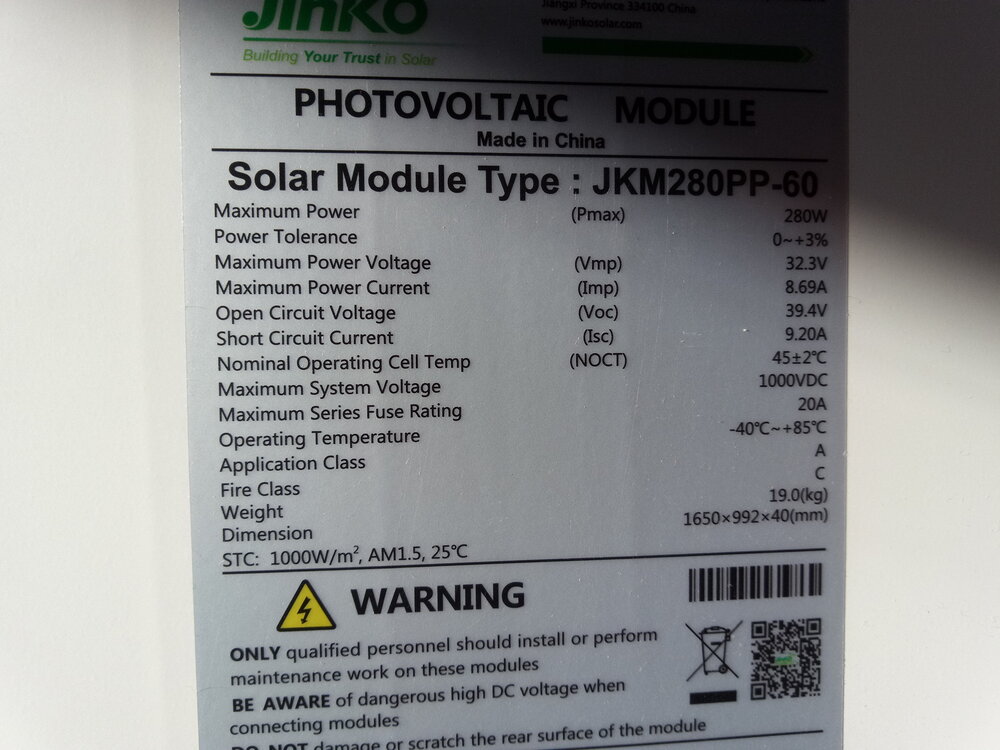 Jinko
Building Your Trust in Solar
Jiangxi Province 334100 China
www.jinkosolar.com
PHOTOVOLTAIC MODULE
Made in China
Solar Module Type : JKM280PP-60
Maximum Power (Pmax) 280W
Power Tolerance 0~+3%
Maximum Power Voltage (Vmp) 32.3V
Maximum Power Current (Imp) 8.69A
Open Circuit Voltage (Voc) 39.4V
Short Circuit Current (Isc) 9.20A
Nominal Operating Cell Temp (NOCT) 45±2℃
Maximum System Voltage 1000VDC
Maximum Series Fuse Rating 20A
Operating Temperature -40℃~+85℃
Application Class A
Fire Class C
Weight 19.0(kg)
Dimension 1650×992×40(mm)
STC: 1000W/m², AM1.5, 25℃
WARNING
ONLY qualified personnel should install or perform
maintenance work on these modules
BE AWARE of dangerous high DC voltage when
connecting modules
DO NOT damage or scratch the rear surface of the module